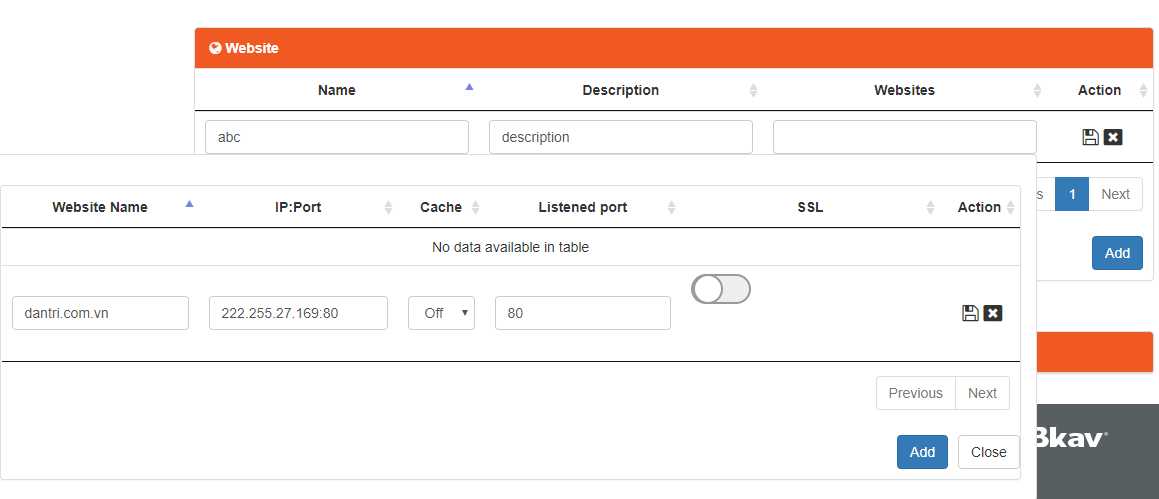 Website
Name Description Websites Action
abc description
Website Name IP:Port Cache Listened port SSL Action
s 1 Next
No data available in table
Add
dantri.com.vn 222.255.27.169:80 Off 80
Previous Next
Bkav
Add Close